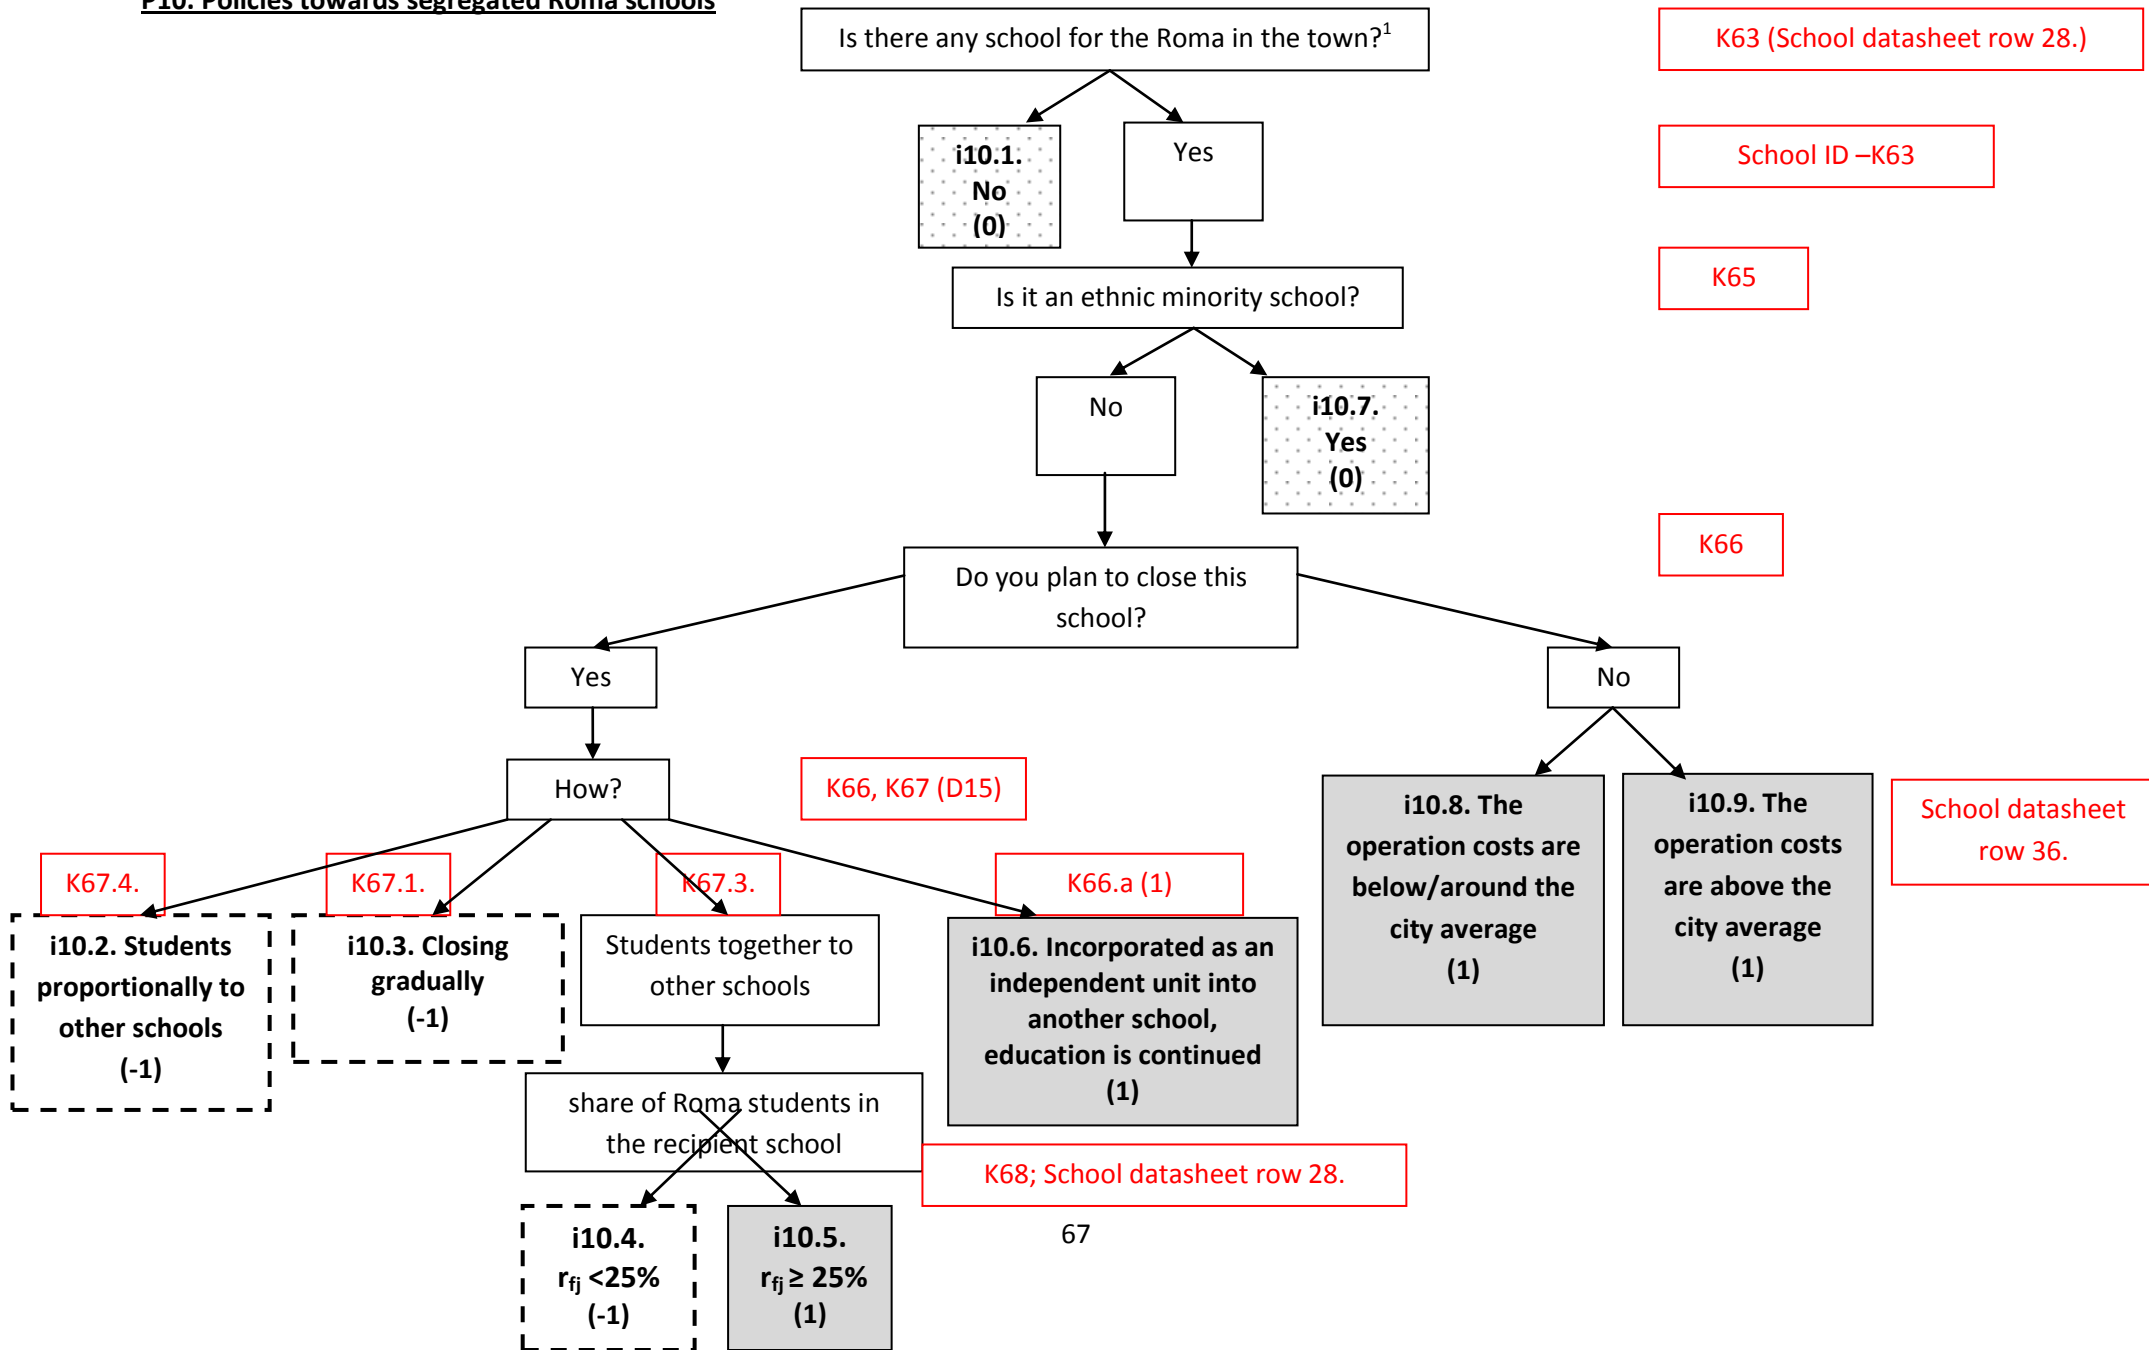 P10. Policies towards segregated Roma schools
Is there any school for the Roma in the town?1
K63 (School datasheet row 28.)
i10.1.
No
(0)
Yes
School ID –K63
Is it an ethnic minority school?
K65
No
i10.7.
Yes
(0)
K66
Do you plan to close this
school?
Yes
No
How?
K66, K67 (D15)
i10.8. The
operation costs are
below/around the
city average
(1)
i10.9. The
operation costs
are above the
city average
(1)
School datasheet
row 36.
K67.4.
K67.1.
K67.3.
K66.a (1)
i10.2. Students
proportionally to
other schools
(-1)
i10.3. Closing
gradually
(-1)
Students together to
other schools
i10.6. Incorporated as an
independent unit into
another school,
education is continued
(1)
share of Roma students in
the recipient school
K68; School datasheet row 28.
i10.4.
rfj <25%
(-1)
i10.5.
rfj ≥ 25%
(1)
67